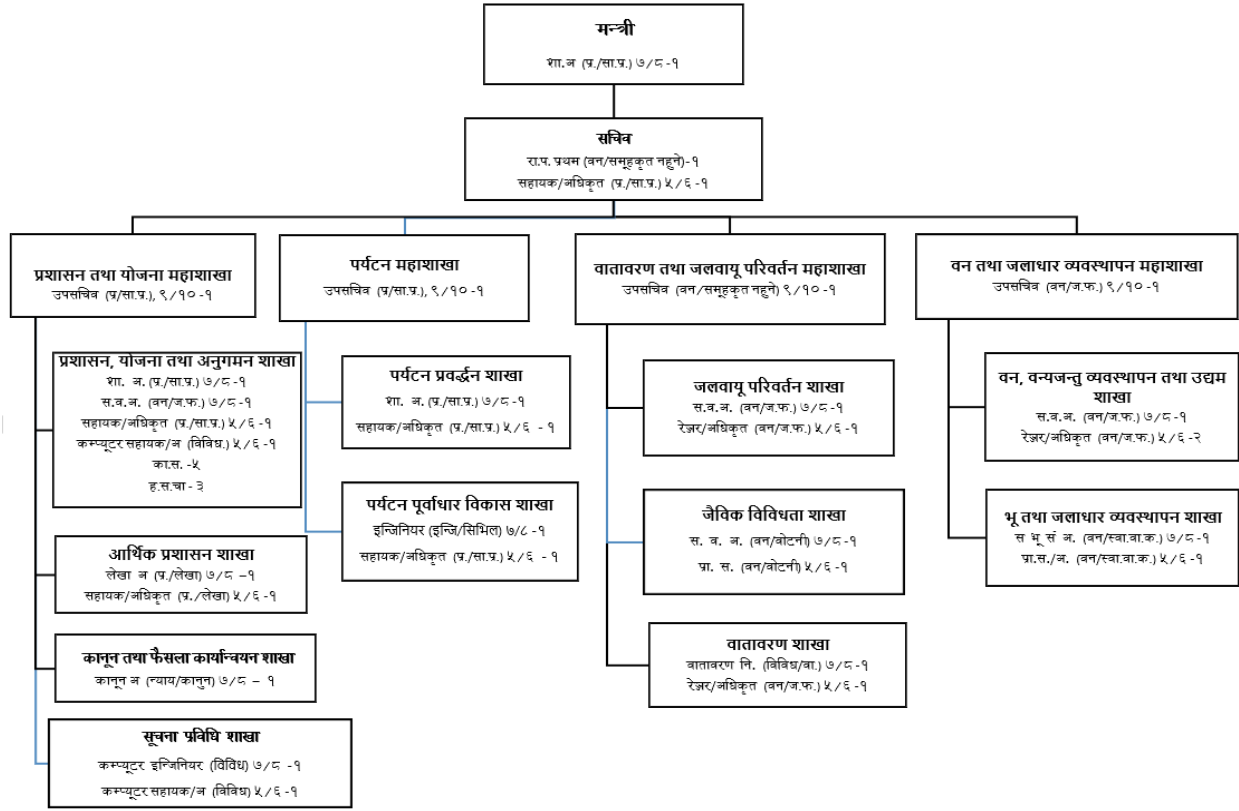 मन्त्री
शा.अ (प्र./सा.प्र.) ७/८ -१
सचिव
रा.प. प्रथम (वन/समूहकृत नहुने)- १
सहायक/अधिकृत (प्र./सा.प्र.) ५/६ -१
प्रशासन तथा योजना महाशाखा
उपसचिव (प्र/सा.प्र.), ९/१० -१
प्रशासन, योजना तथा अनुगमन शाखा
शा. अ. (प्र./सा.प्र.) ७/८ -१
स.व.अ. (वन/ज.फ.) ७/८ -१
सहायक/अधिकृत (प्र./सा.प्र.) ५/६ -१
कम्प्यूटर सहायक/अ (विविध.) ५/६ -१
का.स. -५
ह.स.चा - ३
आर्थिक प्रशासन शाखा
लेखा अ (प्र./लेखा) ७/८ –१
सहायक/अधिकृत (प्र./लेखा) ५/६ -१
कानून तथा फैसला कार्यान्वयन शाखा
कानून अ (न्याय/कानुन) ७/८ – १
सूचना प्रविधि शाखा
कम्प्यूटर इन्जिनियर (विविध) ७/८ -१
कम्प्यूटर सहायक/अ (विविध) ५/६ -१
पर्यटन महाशाखा
उपसचिव (प्र/सा.प्र.), ९/१० -१
पर्यटन प्रवर्द्धन शाखा
शा. अ. (प्र./सा.प्र.) ७/८ -१
सहायक/अधिकृत (प्र./सा.प्र.) ५/६ - १
पर्यटन पूर्वाधार विकास शाखा
इन्जिनियर (इन्जि/सिभिल) ७/८ -१
सहायक/अधिकृत (प्र./सा.प्र.) ५/६ - १
वातावरण तथा जलवायू परिवर्तन महाशाखा
उपसचिव (वन/समूहकृत नहुने) ९/१० -१
जलवायू परिवर्तन शाखा
स.व.अ. (वन/ज.फ.) ७/८ -१
रेञ्जर/अधिकृत (वन/ज.फ.) ५/६ -१
जैविक विविधता शाखा
स. व. अ. (वन/वोटनी) ७/८ -१
प्रा. स. (वन/वोटनी) ५/६ -१
वातावरण शाखा
वातावरण नि. (विविध/वा.) ७/८ -१
रेञ्जर/अधिकृत (वन/ज.फ.) ५/६ -१
वन तथा जलाधार व्यवस्थापन महाशाखा
उपसचिव (वन/ज.फ.) ९/१० -१
वन, वन्यजन्तु व्यवस्थापन तथा उद्यम
शाखा
स.व.अ. (वन/ज.फ.) ७/८ -१
रेञ्जर/अधिकृत (वन/ज.फ.) ५/६ -२
भू तथा जलाधार व्यवस्थापन शाखा
स भू सं अ. (वन/स्वा.वा.क.) ७/८ -१
प्रा.स./अ. (वन/स्वा.वा.क.) ५/६ -१